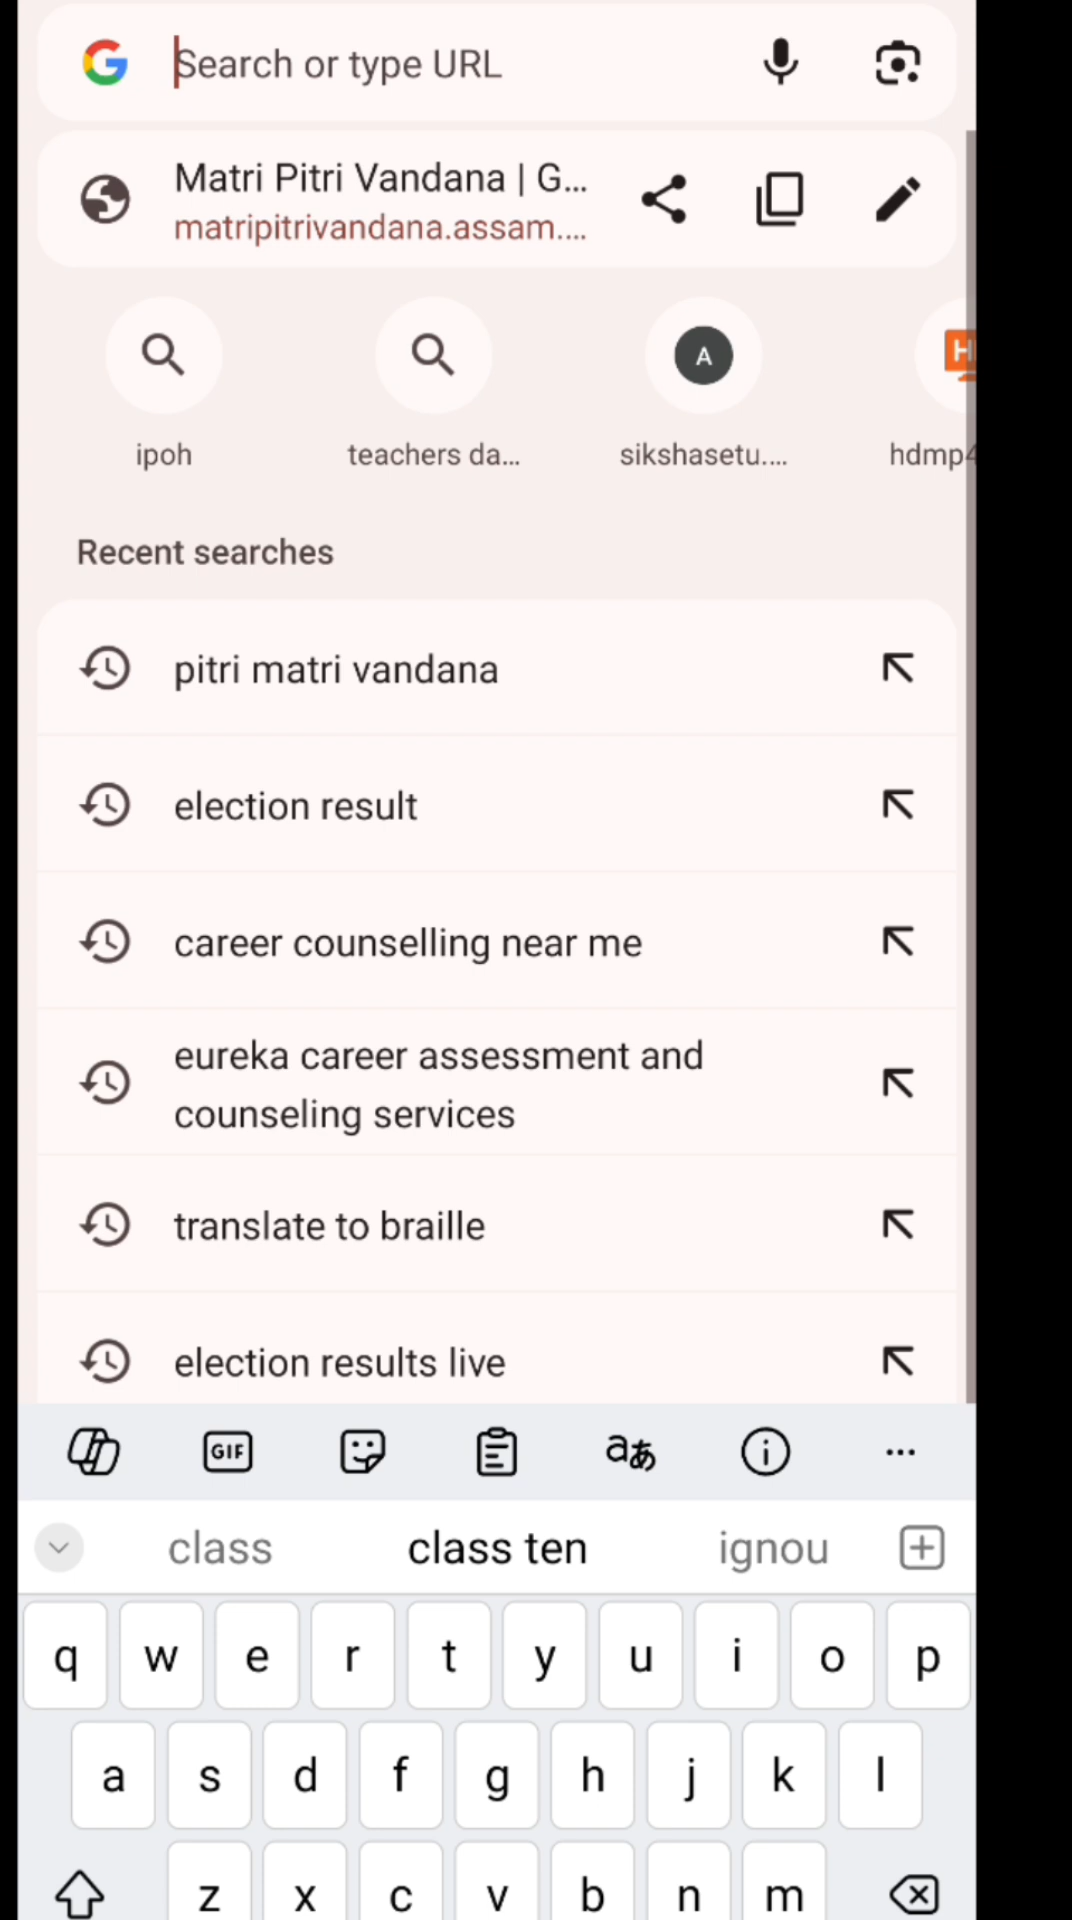 Search or type URL
Matri Pitri Vandana | G...
matripitrivandana.assam....
A
H
ipoh
teachers da...
sikshasetu....
hdmp4
Recent searches
pitri matri vandana
election result
career counselling near me
eureka career assessment and
counseling services
translate to braille
election results live
GIF
aあ
class
class ten
ignou
q w e r t y u i o p
a s d f g h j k l
z x c v b n m